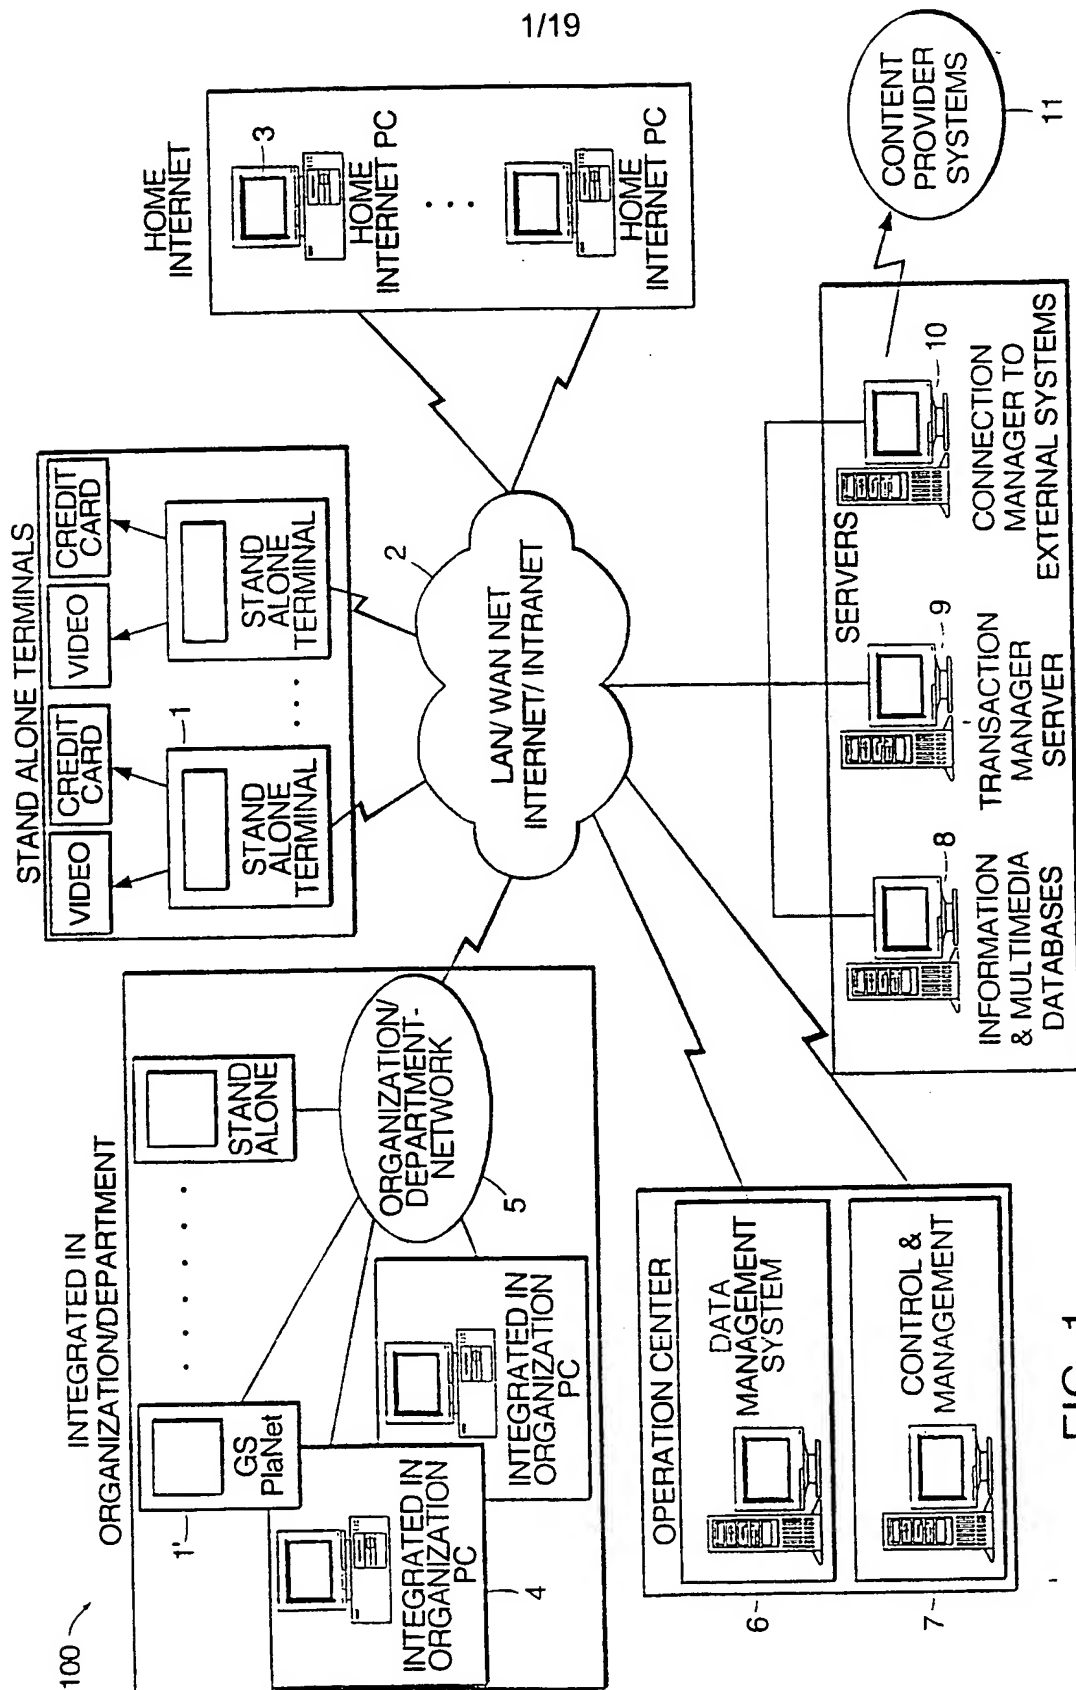 1/19
100
INTEGRATED IN
ORGANIZATION/DEPARTMENT
1'
GS
PlaNet
STAND
ALONE
INTEGRATED IN
ORGANIZATION
PC
4
INTEGRATED IN
ORGANIZATION
PC
ORGANIZATION/
DEPARTMENT-
NETWORK
5
STAND ALONE TERMINALS
VIDEO
CREDIT
CARD
VIDEO
CREDIT
CARD
1
STAND
ALONE
TERMINAL
STAND
ALONE
TERMINAL
HOME
INTERNET
3
HOME
INTERNET PC
HOME
INTERNET PC
2
LAN/WAN NET
INTERNET/INTRANET
OPERATION CENTER
DATA
MANAGEMENT
SYSTEM
6
CONTROL &
MANAGEMENT
7
SERVERS
8
INFORMATION
& MULTIMEDIA
DATABASES
9
TRANSACTION
MANAGER
SERVER
10
CONNECTION
MANAGER TO
EXTERNAL SYSTEMS
CONTENT
PROVIDER
SYSTEMS
11
FIG. 1